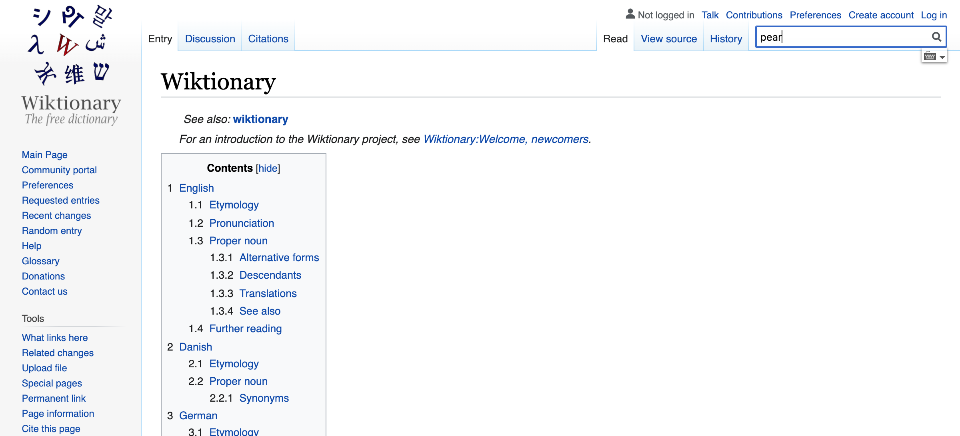 シ Ры 말
λ W ش
维 ש
Wiktionary
The free dictionary
Main Page
Community portal
Preferences
Requested entries
Recent changes
Random entry
Help
Glossary
Donations
Contact us
Tools
What links here
Related changes
Upload file
Special pages
Permanent link
Page information
Cite this page
Not logged in Talk Contributions Preferences Create account Log in
Entry Discussion Citations Read View source History pear
Wiktionary
See also: wiktionary
For an introduction to the Wiktionary project, see Wiktionary:Welcome, newcomers.
Contents [hide]
1 English
1.1 Etymology
1.2 Pronunciation
1.3 Proper noun
1.3.1 Alternative forms
1.3.2 Descendants
1.3.3 Translations
1.3.4 See also
1.4 Further reading
2 Danish
2.1 Etymology
2.2 Proper noun
2.2.1 Synonyms
3 German
3.1 Etymology